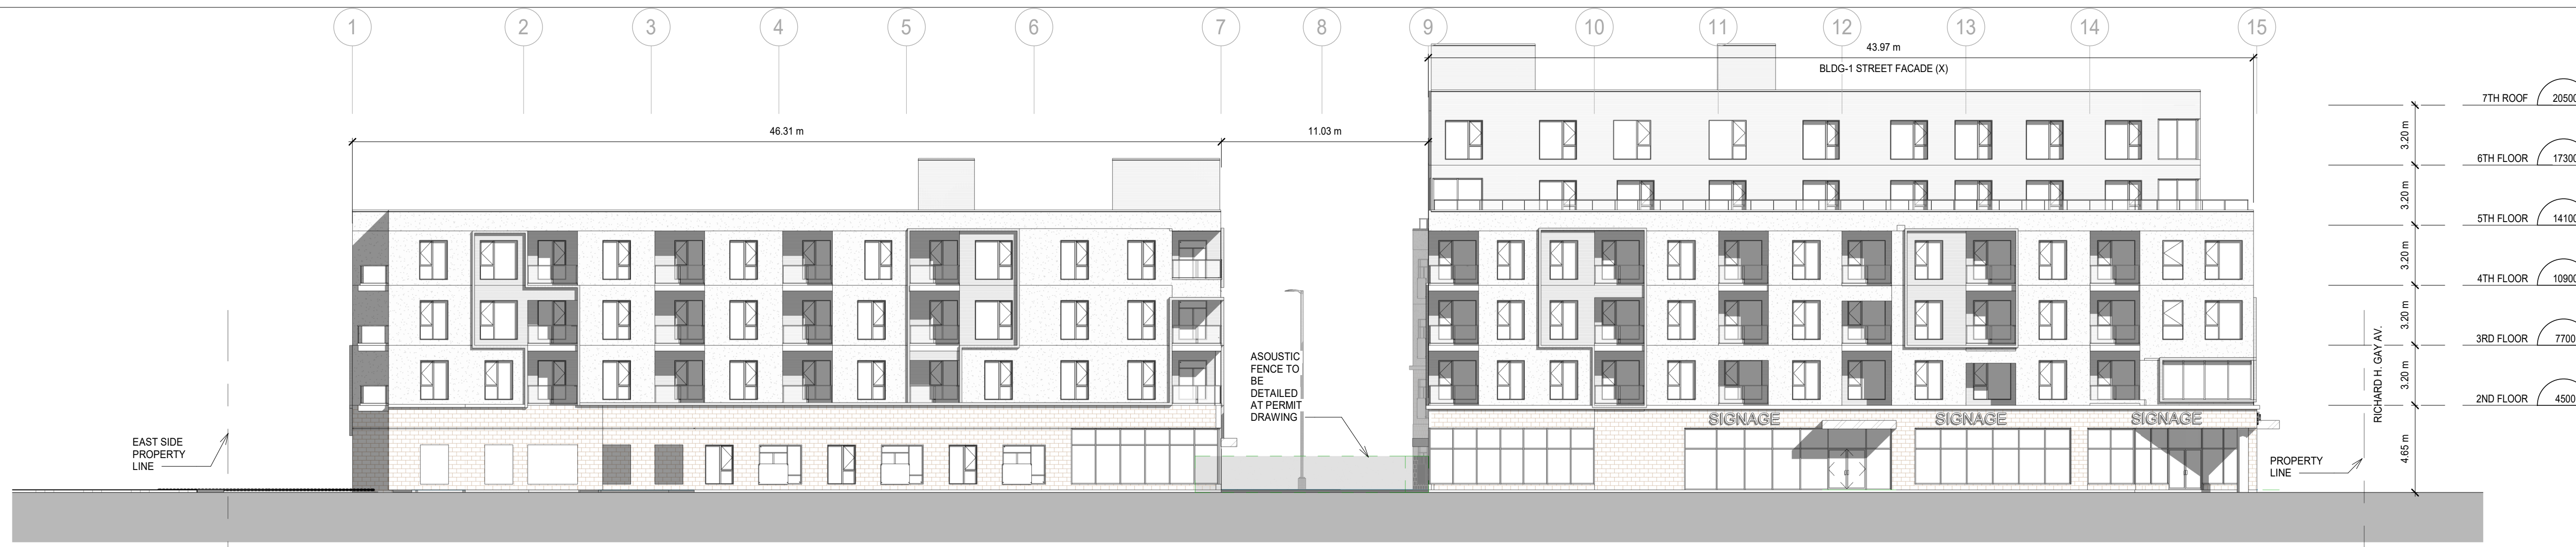 1 2 3 4 5 6 7 8 9 10 11 12 13 14 15
43.97 m
BLDG-1 STREET FACADE (X)
46.31 m
11.03 m
7TH ROOF 20500
3.20 m
6TH FLOOR 17300
3.20 m
5TH FLOOR 14100
3.20 m
4TH FLOOR 10900
3.20 m
3RD FLOOR 7700
3.20 m
2ND FLOOR 4500
4.65 m
RICHARD H. GAY AV.
ASOUSTIC
FENCE TO
BE
DETAILED
AT PERMIT
DRAWING
SIGNAGE SIGNAGE SIGNAGE
EAST SIDE
PROPERTY
LINE
PROPERTY
LINE